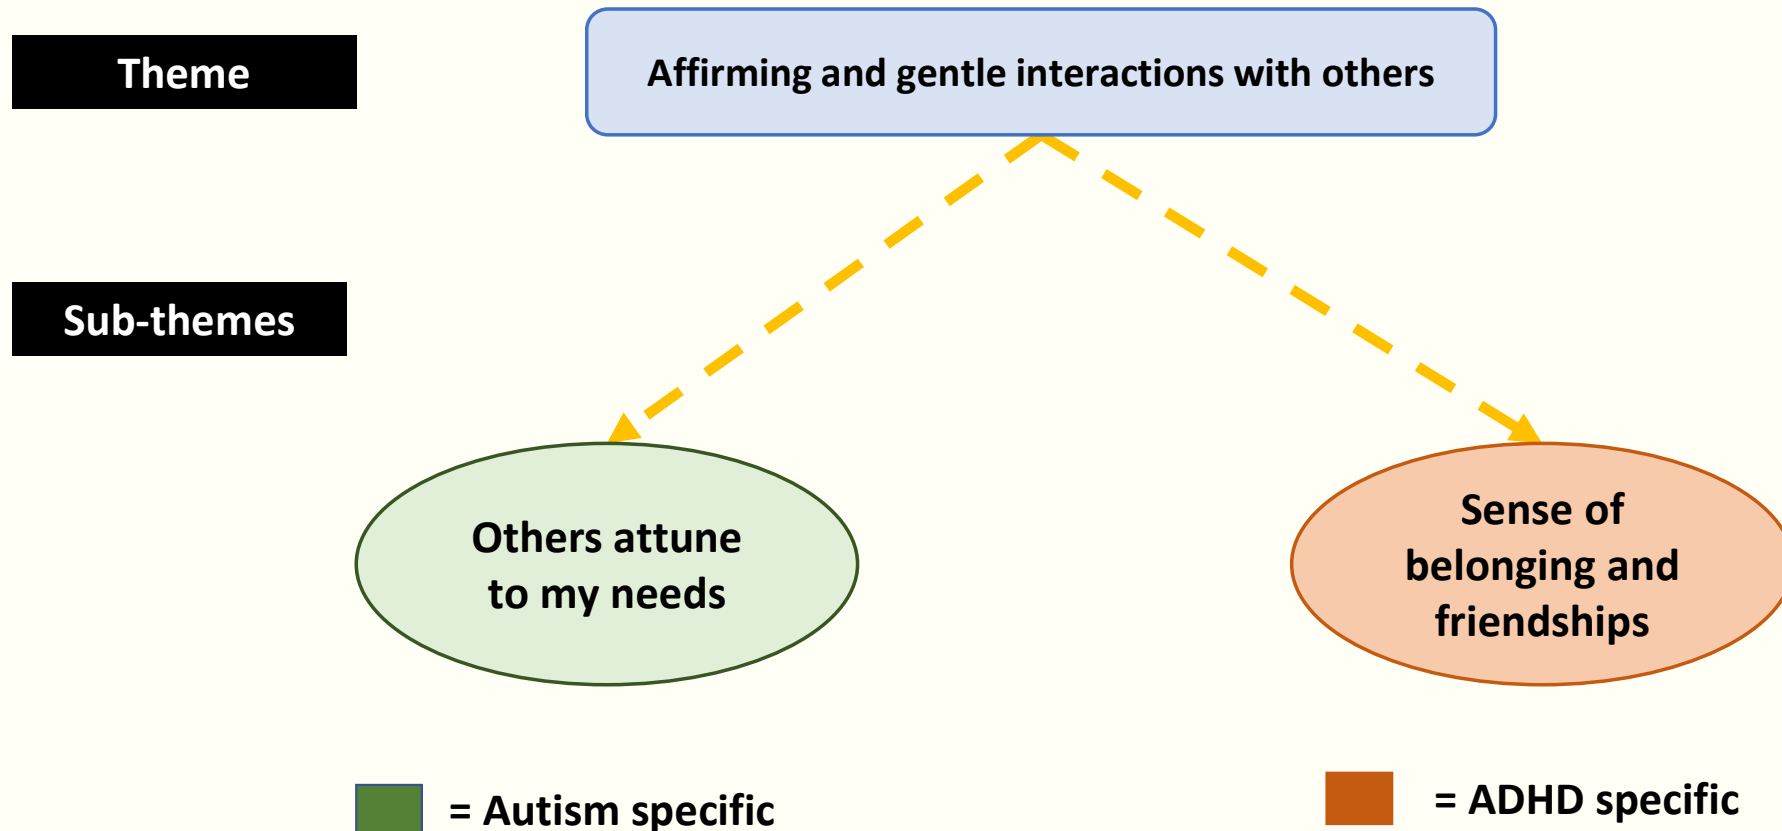 Theme
Affirming and gentle interactions with others
Sub-themes
Others attune
to my needs
Sense of
belonging and
friendships
= Autism specific
= ADHD specific